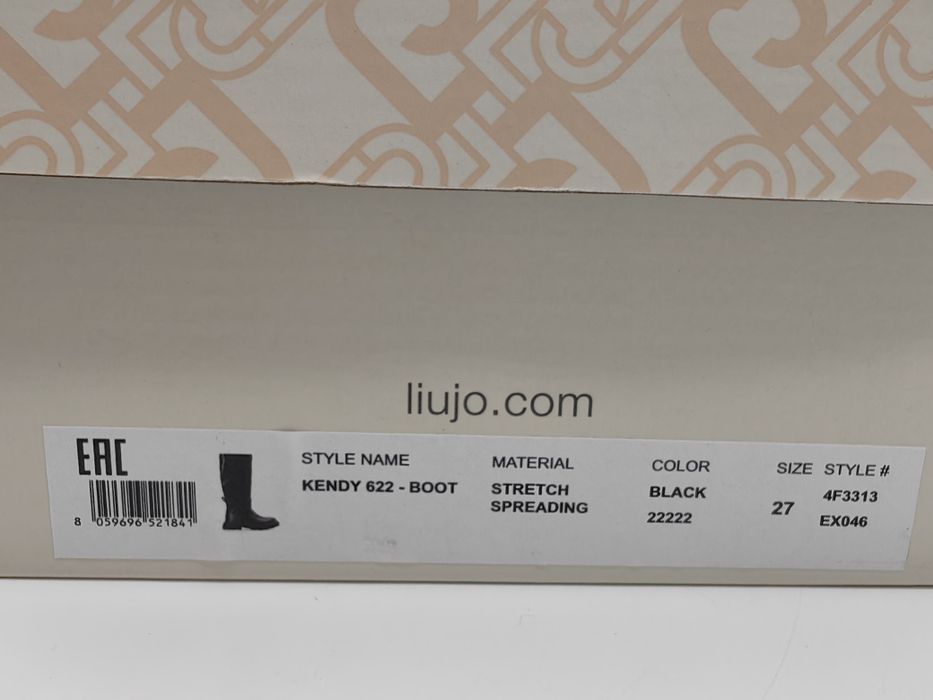 liujo.com
EAC
8 059696 521841
STYLE NAME
KENDY 622 - BOOT
MATERIAL
STRETCH
SPREADING
COLOR
BLACK
22222
SIZE
27
STYLE #
4F3313
EX046